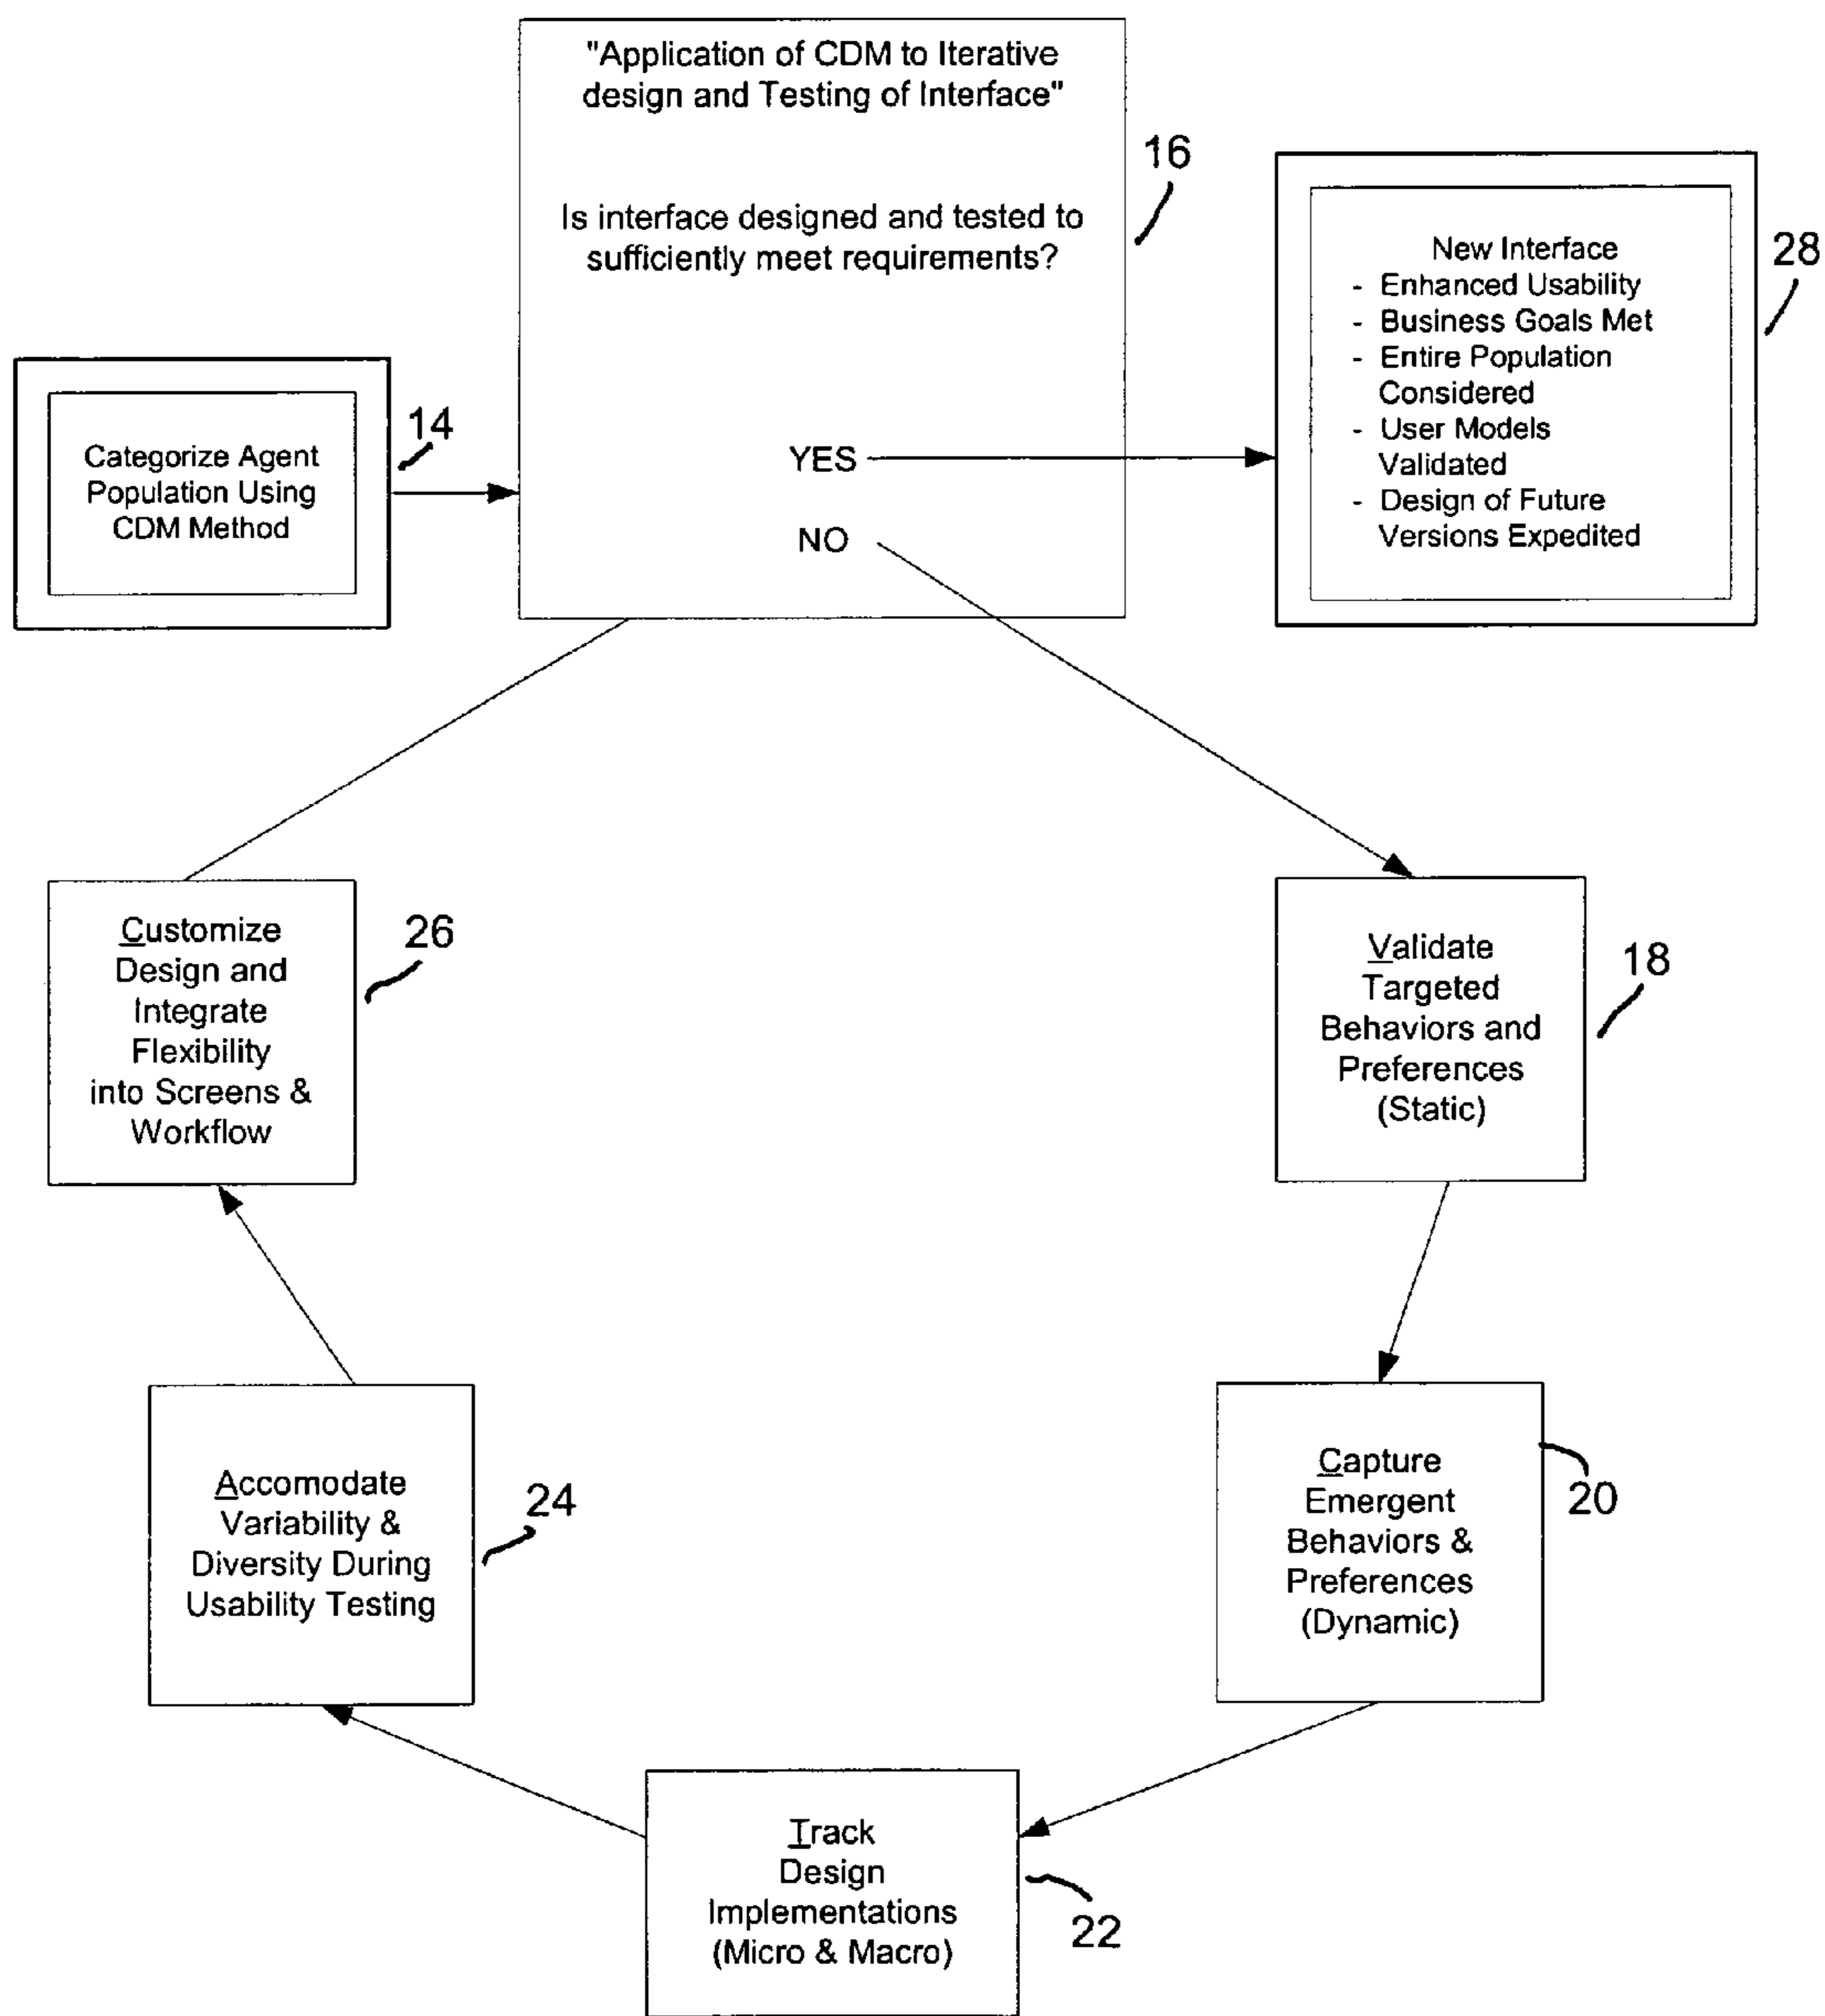 "Application of CDM to Iterative
design and Testing of Interface"
Is interface designed and tested to
sufficiently meet requirements?
YES
NO
16
Categorize Agent
Population Using
CDM Method
14
New Interface
- Enhanced Usability
- Business Goals Met
- Entire Population
Considered
- User Models
Validated
- Design of Future
Versions Expedited
28
Validate
Targeted
Behaviors and
Preferences
(Static)
18
Capture
Emergent
Behaviors &
Preferences
(Dynamic)
20
Track
Design
Implementations
(Micro & Macro)
22
Accomodate
Variability &
Diversity During
Usability Testing
24
Customize
Design and
Integrate
Flexibility
into Screens &
Workflow
26